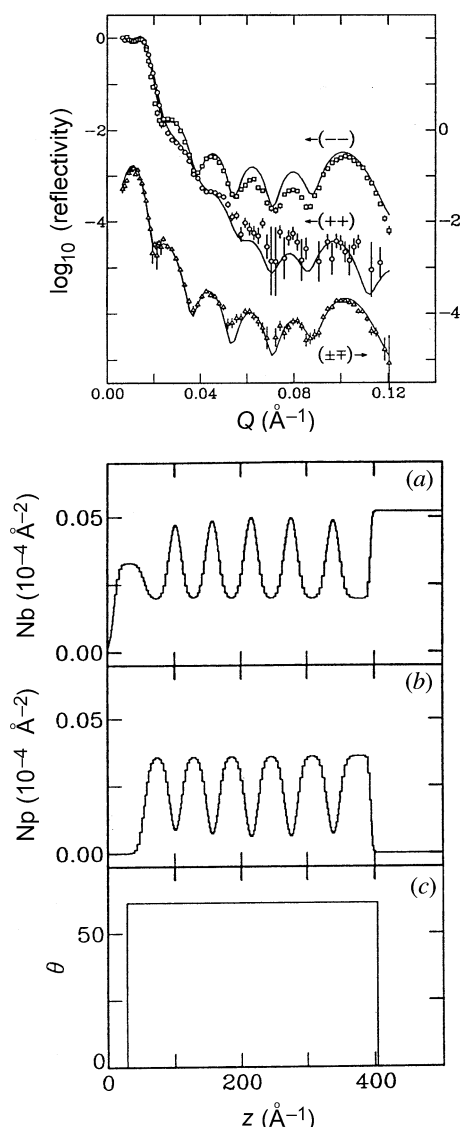 0
-2
-4
0
-2
-4
log10 (reflectivity)
←(−−)
←(++)
(±∓)→
0.00
0.04
0.08
0.12
Q (Å−1)
(a)
0.05
0.00
Nb (10−4 Å−2)
(b)
0.05
0.00
Np (10−4 Å−2)
(c)
50
0
θ
0
200
400
z (Å−1)